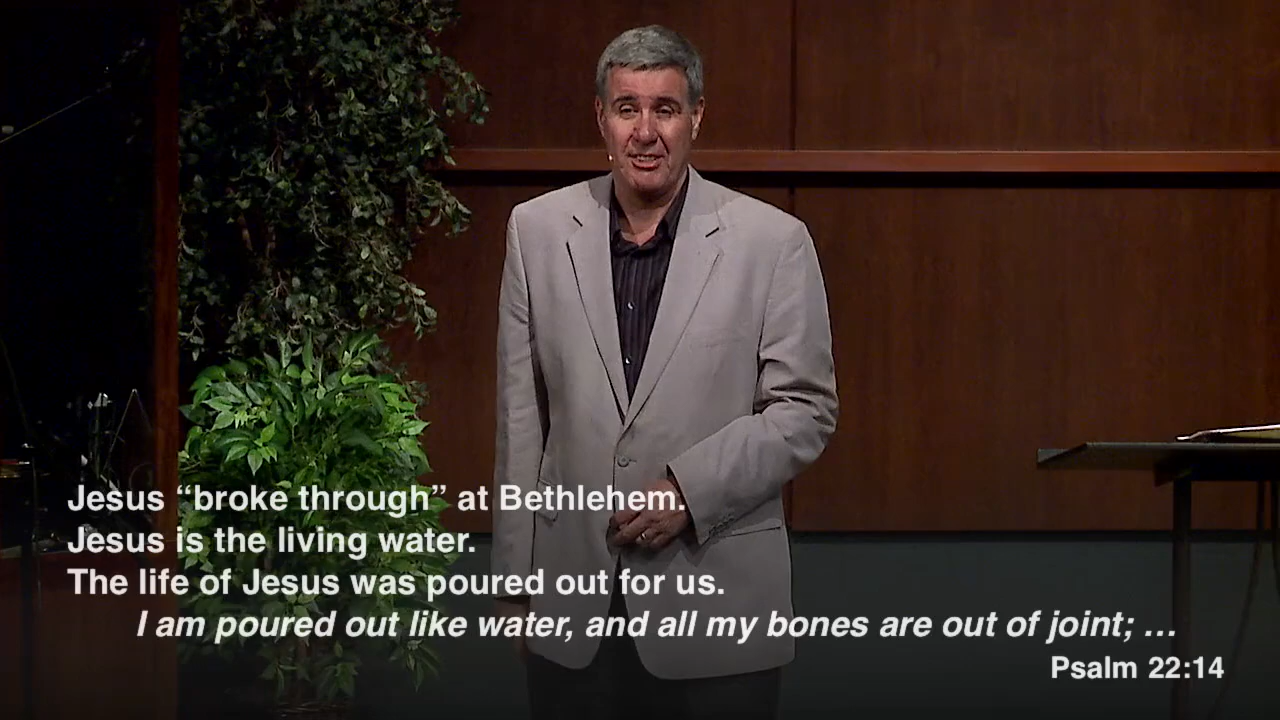 Jesus “broke through” at Bethlehem.
Jesus is the living water.
The life of Jesus was poured out for us.
I am poured out like water, and all my bones are out of joint; …
Psalm 22:14